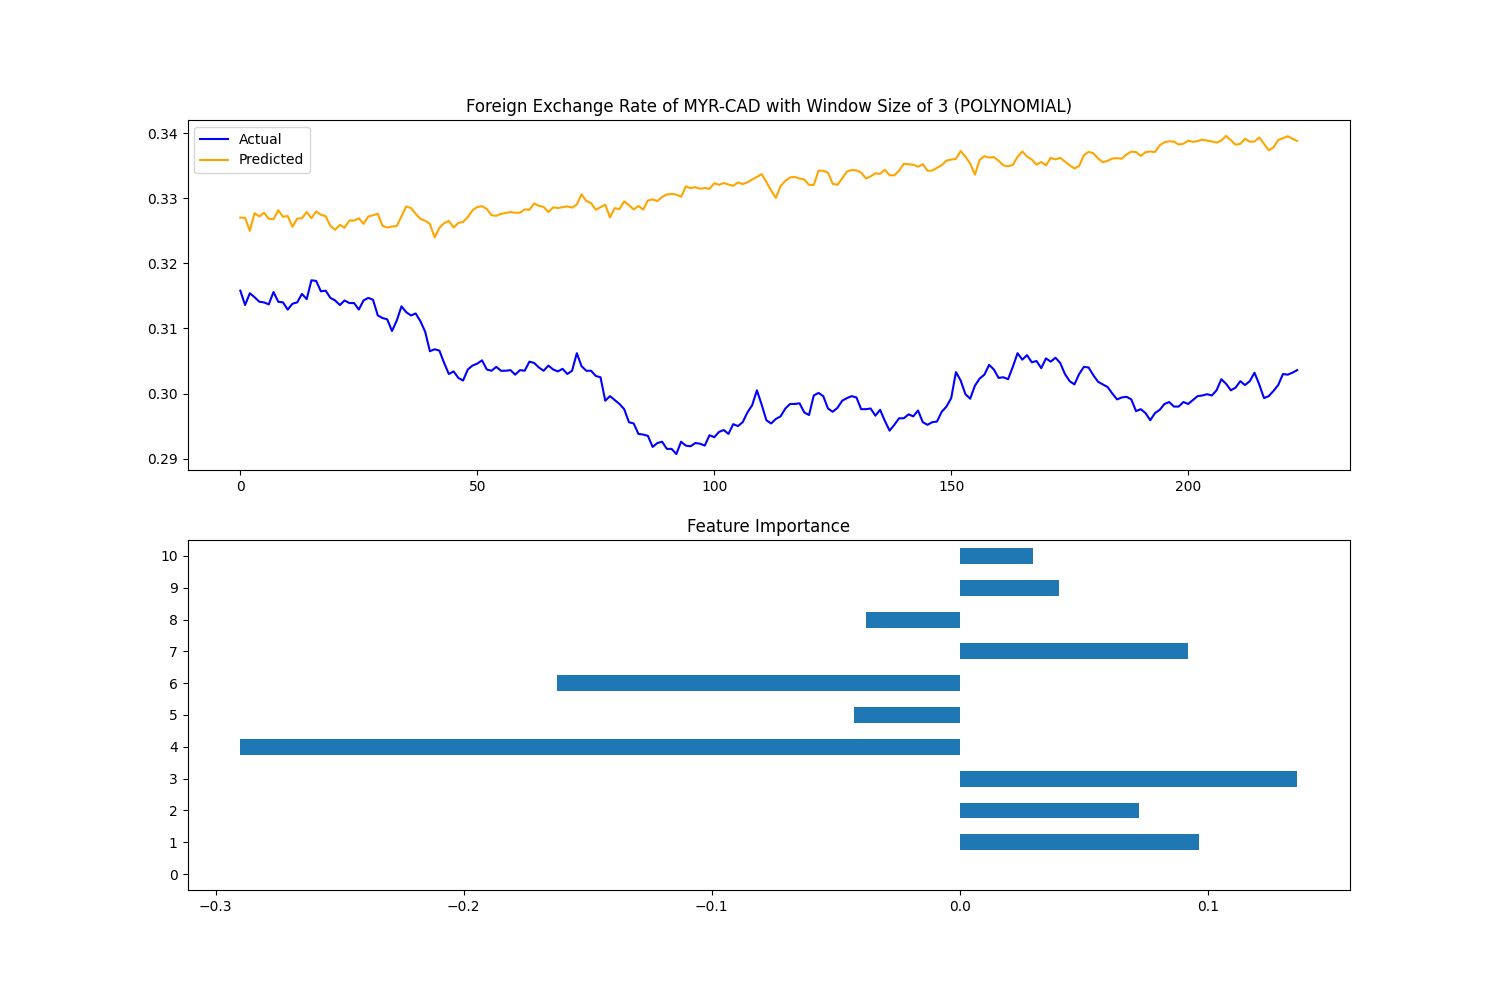 Foreign Exchange Rate of MYR-CAD with Window Size of 3 (POLYNOMIAL)
Actual
Predicted
0.34
0.33
0.32
0.31
0.30
0.29
0 50 100 150 200
Feature Importance
10
9
8
7
6
5
4
3
2
1
0
−0.3 −0.2 −0.1 0.0 0.1